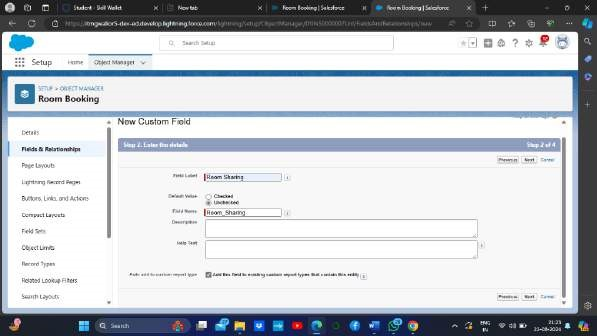 Student - Skill Wallet
New tab
Room Booking | Salesforce
Room Booking | Salesforce
Search
Setup
Home
Object Manager
SETUP > OBJECT MANAGER
Room Booking
Details
Fields & Relationships
Page Layouts
Lightning Record Pages
Buttons, Links, and Actions
Compact Layouts
Field Sets
Object Limits
Record Types
Related Lookup Filters
Search Layouts
New Custom Field
Step 2. Enter the details
Step 2 of 4
Previous Next Cancel
Field Label Room Sharing
Default Value Checked
Unchecked
Field Name Room_Sharing
Description
Help Text
Auto add to custom report type Add this field to existing custom report types that contain this entity
Previous Next Cancel
Search
ENG
IN
21:23